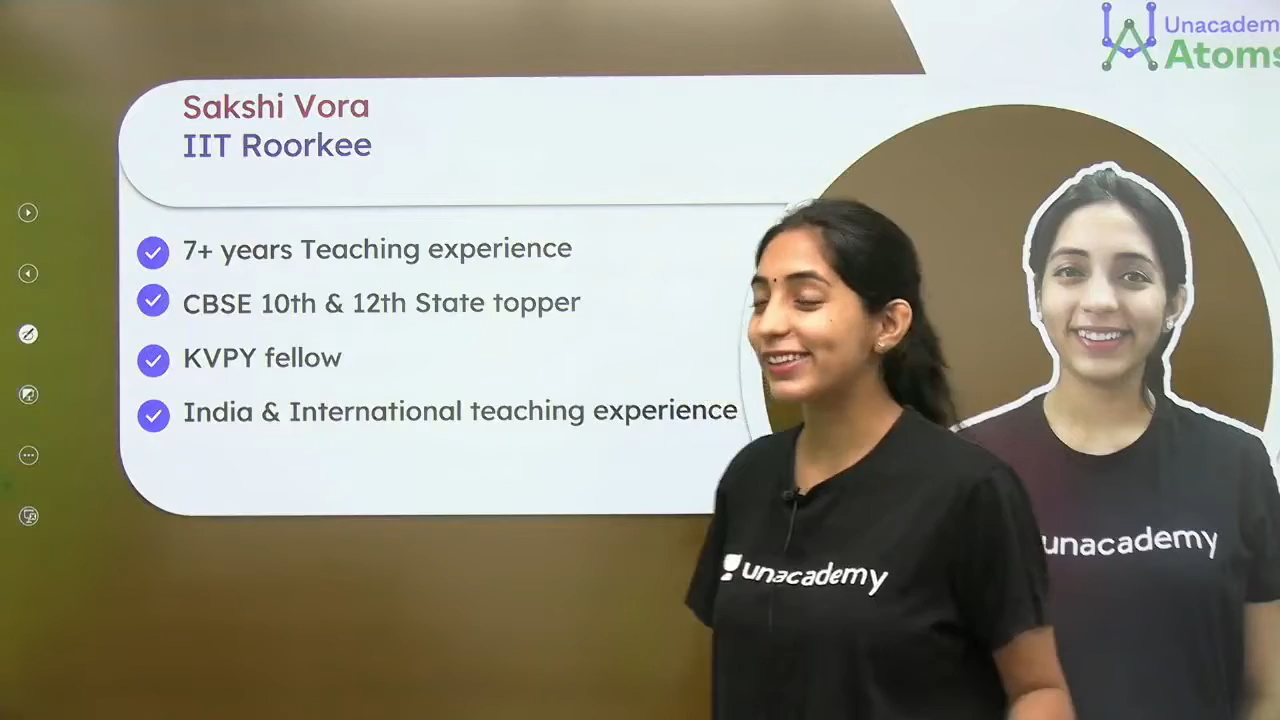 Unacadem
Atoms
Sakshi Vora
IIT Roorkee
7+ years Teaching experience
CBSE 10th & 12th State topper
KVPY fellow
India & International teaching experience
unacademy
unacademy